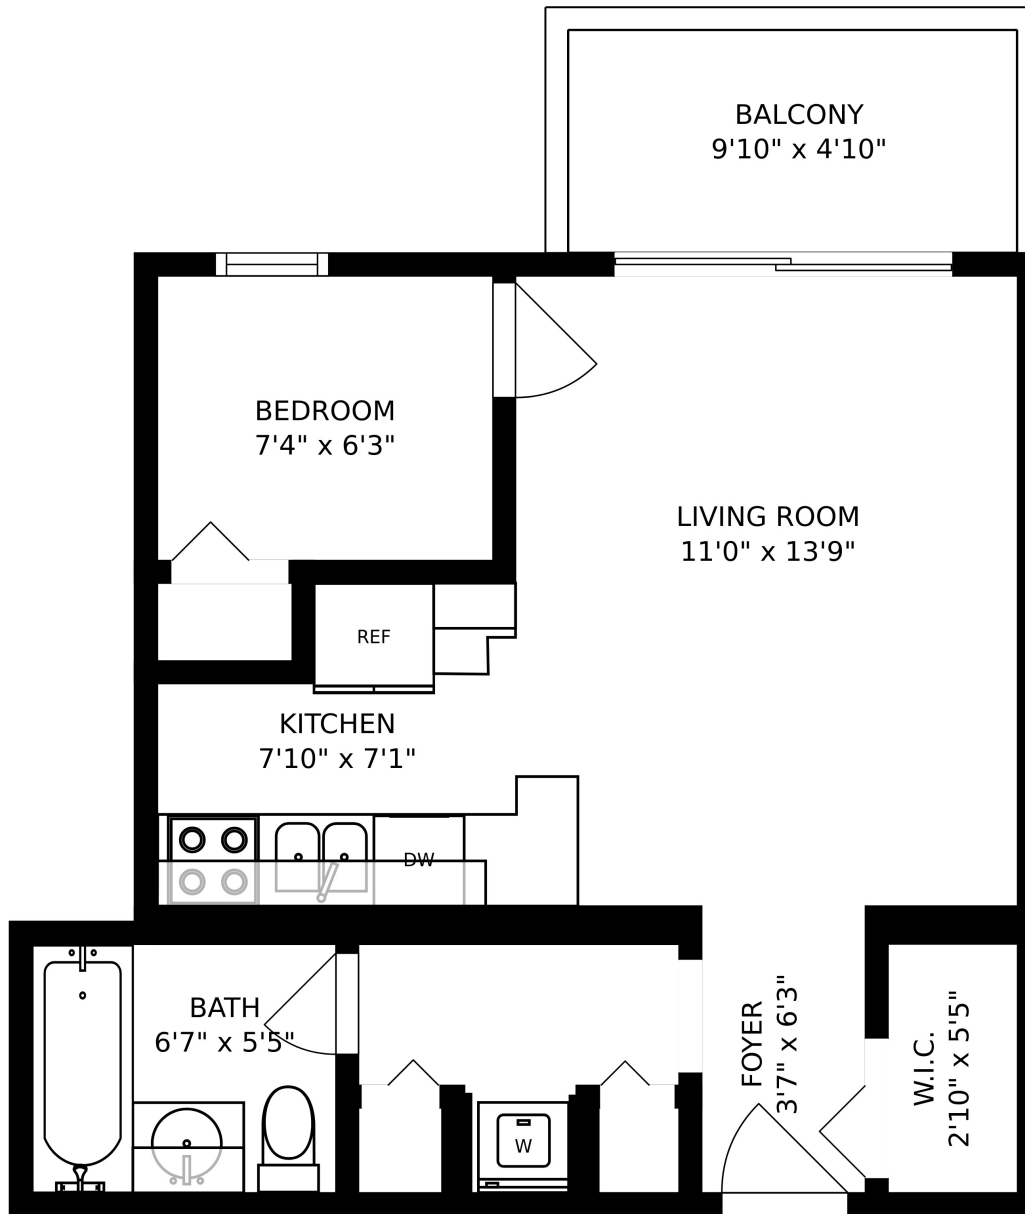 BALCONY
9'10" x 4'10"
BEDROOM
7'4" x 6'3"
LIVING ROOM
11'0" x 13'9"
REF
KITCHEN
7'10" x 7'1"
DW
BATH
6'7" x 5'5"
FOYER
3'7" x 6'3"
W.I.C.
2'10" x 5'5"
W